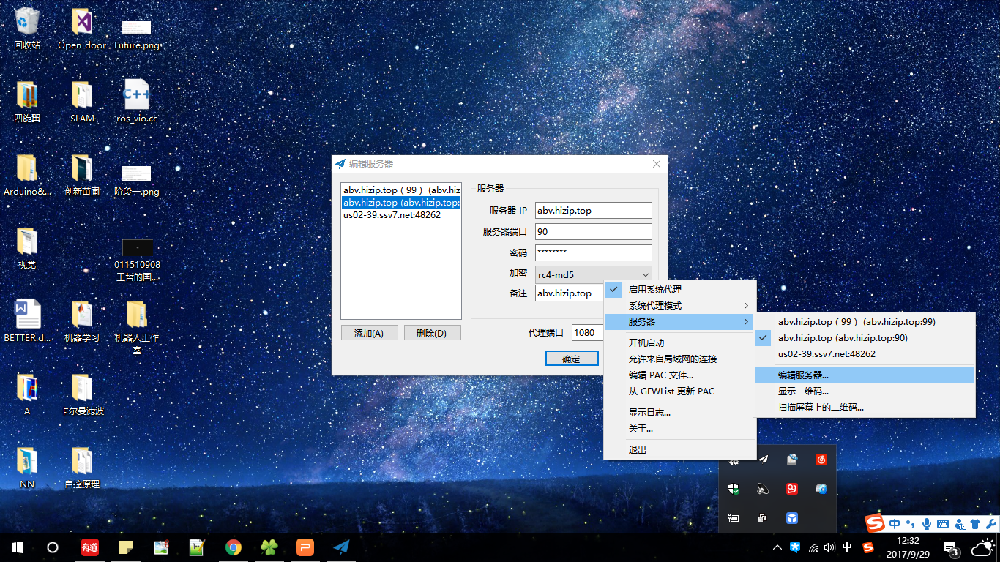 回收站
Open_door
Future.png
四旋翼
SLAM
ros_vio.cc
C++
Arduino&...
创新苗圃
阶段一.png
视觉
011510908
王哲的国...
BETTER.d...
机器学习
机器人工作
室
A
卡尔曼滤波
NN
自控原理
编辑服务器
abv.hizip.top ( 99 ) (abv.hiz
abv.hizip.top (abv.hizip.top:
us02-39.ssv7.net:48262
添加(A)
删除(D)
服务器
服务器 IP
abv.hizip.top
服务器端口
90
密码
********
加密
rc4-md5
备注
abv.hizip.top
代理端口
1080
确定
启用系统代理
系统代理模式
服务器
开机启动
允许来自局域网的连接
编辑 PAC 文件...
从 GFWList 更新 PAC
显示日志...
关于...
退出
abv.hizip.top ( 99 ) (abv.hizip.top:99)
abv.hizip.top (abv.hizip.top:90)
us02-39.ssv7.net:48262
编辑服务器...
显示二维码...
扫描屏幕上的二维码...
中
有道
中
12:32
2017/9/29
3